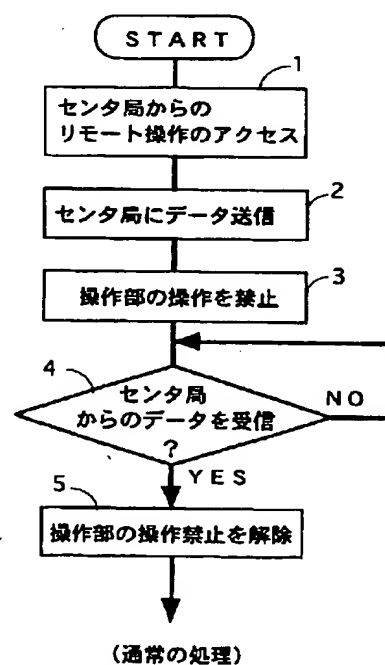 START
1
センタ局からの
リモート操作のアクセス
2
センタ局にデータ送信
3
操作部の操作を禁止
4
センタ局
からのデータを受信
?
NO
YES
5
操作部の操作禁止を解除
(通常の処理)